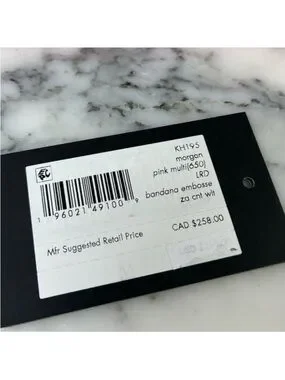 KH195
morgan
pink multi(650)
LRD
bandana embosse
za cnt wlt
1 96021 49100 9
Mfr Suggested Retail Price
CAD $258.00